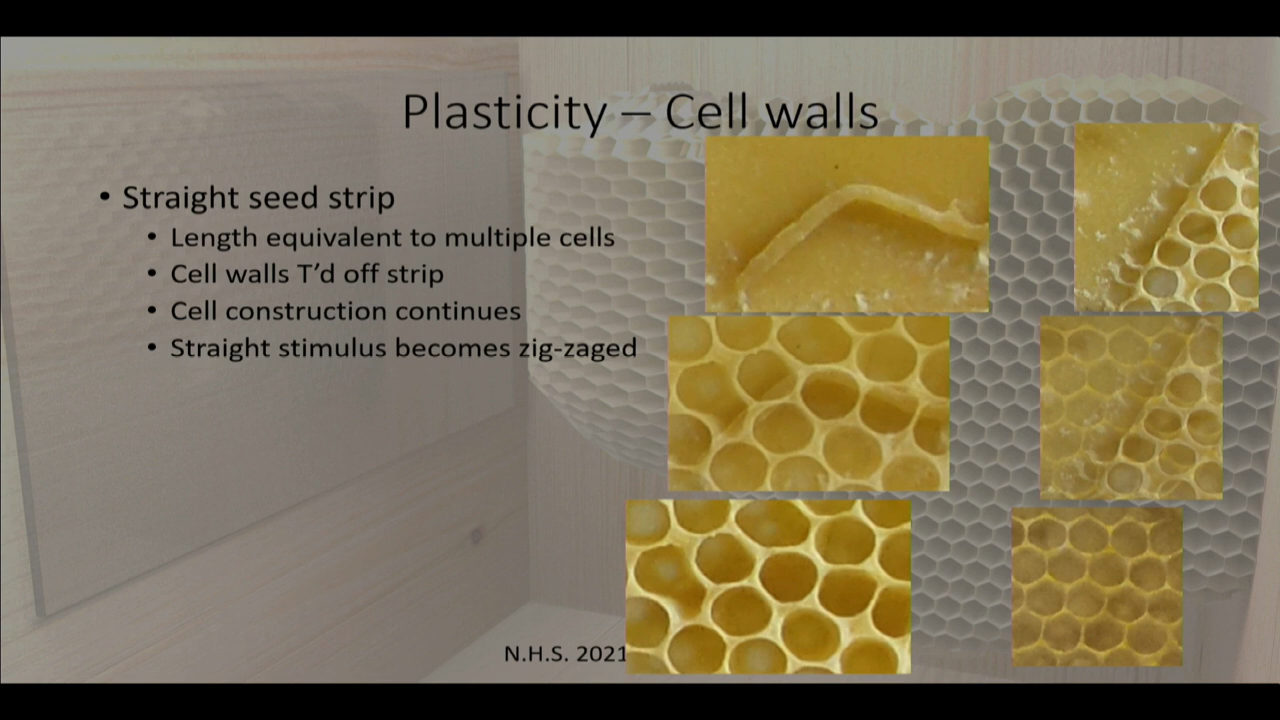 Plasticity – Cell walls
• Straight seed strip
• Length equivalent to multiple cells
• Cell walls T’d off strip
• Cell construction continues
• Straight stimulus becomes zig-zaged
N.H.S. 2021